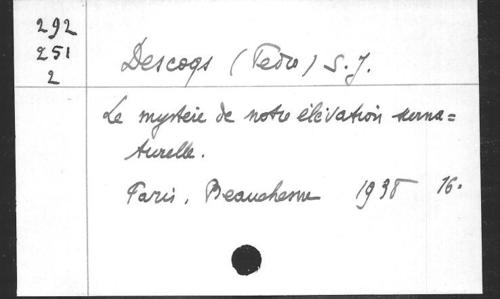 292
251
2
Descoqs (Pedro) S.J.
Le mystère de notre élévation surna=
turelle.
Paris, Beauchesne 1938 16°